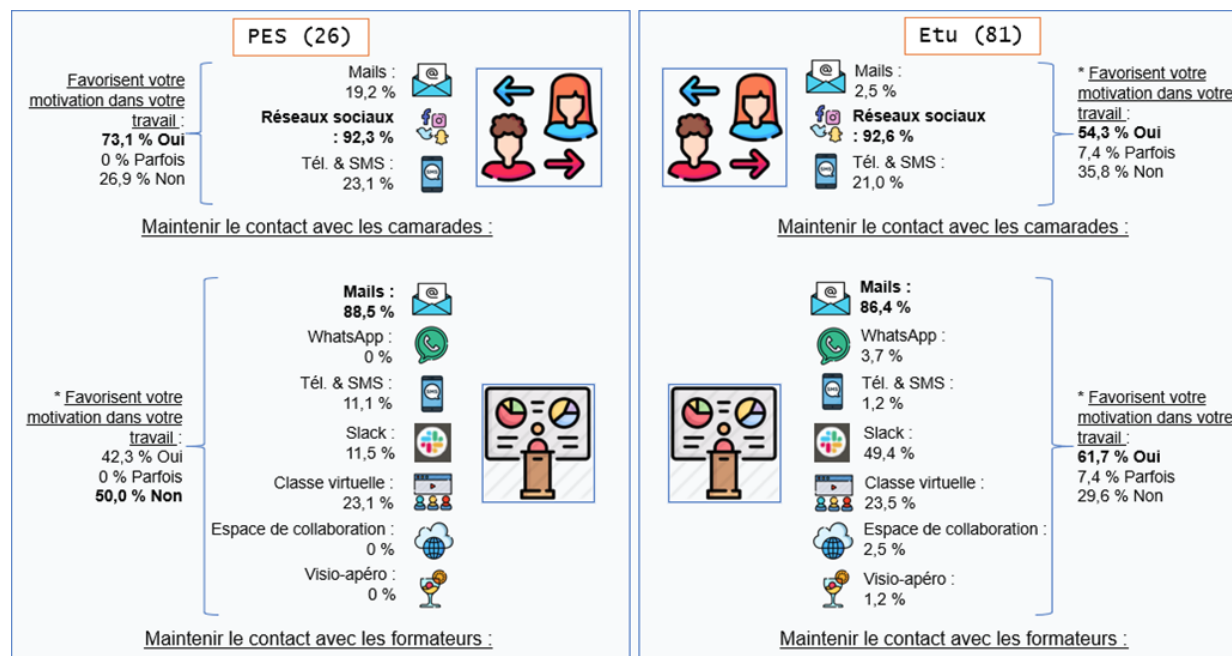 PES (26)
Favorisent votre
motivation dans votre
travail :
73,1 % Oui
0 % Parfois
26,9 % Non
Mails :
19,2 %
Réseaux sociaux
: 92,3 %
Tél. & SMS :
23,1 %
SMS
Maintenir le contact avec les camarades :
* Favorisent votre
motivation dans votre
travail :
42,3 % Oui
0 % Parfois
50,0 % Non
Mails :
88,5 %
WhatsApp :
0 %
Tél. & SMS :
11,1 %
SMS
Slack :
11,5 %
Classe virtuelle :
23,1 %
Espace de collaboration :
0 %
Visio-apéro :
0 %
Maintenir le contact avec les formateurs :
Etu (81)
Mails :
2,5 %
Réseaux sociaux
: 92,6 %
Tél. & SMS :
21,0 %
SMS
* Favorisent votre
motivation dans votre
travail :
54,3 % Oui
7,4 % Parfois
35,8 % Non
Maintenir le contact avec les camarades :
Mails :
86,4 %
WhatsApp :
3,7 %
Tél. & SMS :
1,2 %
SMS
Slack :
49,4 %
Classe virtuelle :
23,5 %
Espace de collaboration :
2,5 %
Visio-apéro :
1,2 %
* Favorisent votre
motivation dans votre
travail :
61,7 % Oui
7,4 % Parfois
29,6 % Non
Maintenir le contact avec les formateurs :